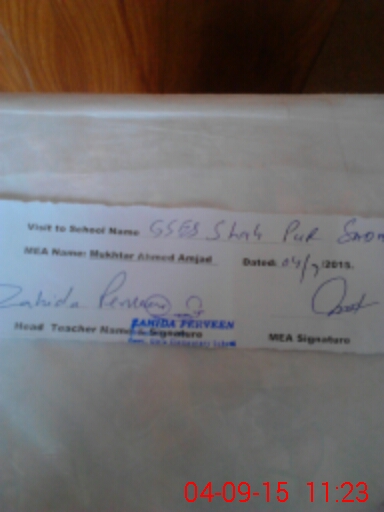 Visit to School Name GSES Shah PUR
MEA Name: Mukhtar Ahmed Amjad Dated: 04/9/2015.
Zahida Perveen
ZAHIDA PERVEEN
Head Teacher Name & Signature MEA Signature
04-09-15 11:23